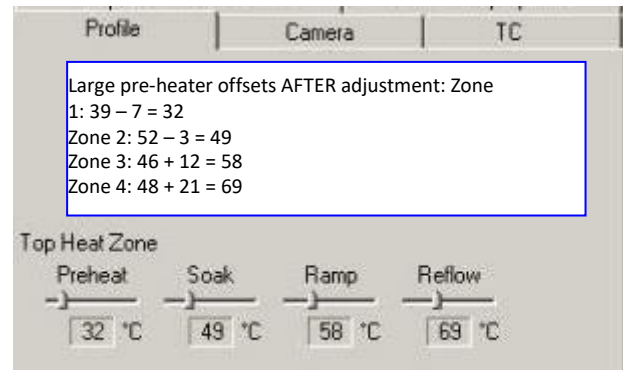 Profile Camera TC
Large pre-heater offsets AFTER adjustment: Zone
1: 39 – 7 = 32
Zone 2: 52 – 3 = 49
Zone 3: 46 + 12 = 58
Zone 4: 48 + 21 = 69
Top Heat Zone
Preheat Soak Ramp Reflow
32 °C 49 °C 58 °C 69 °C